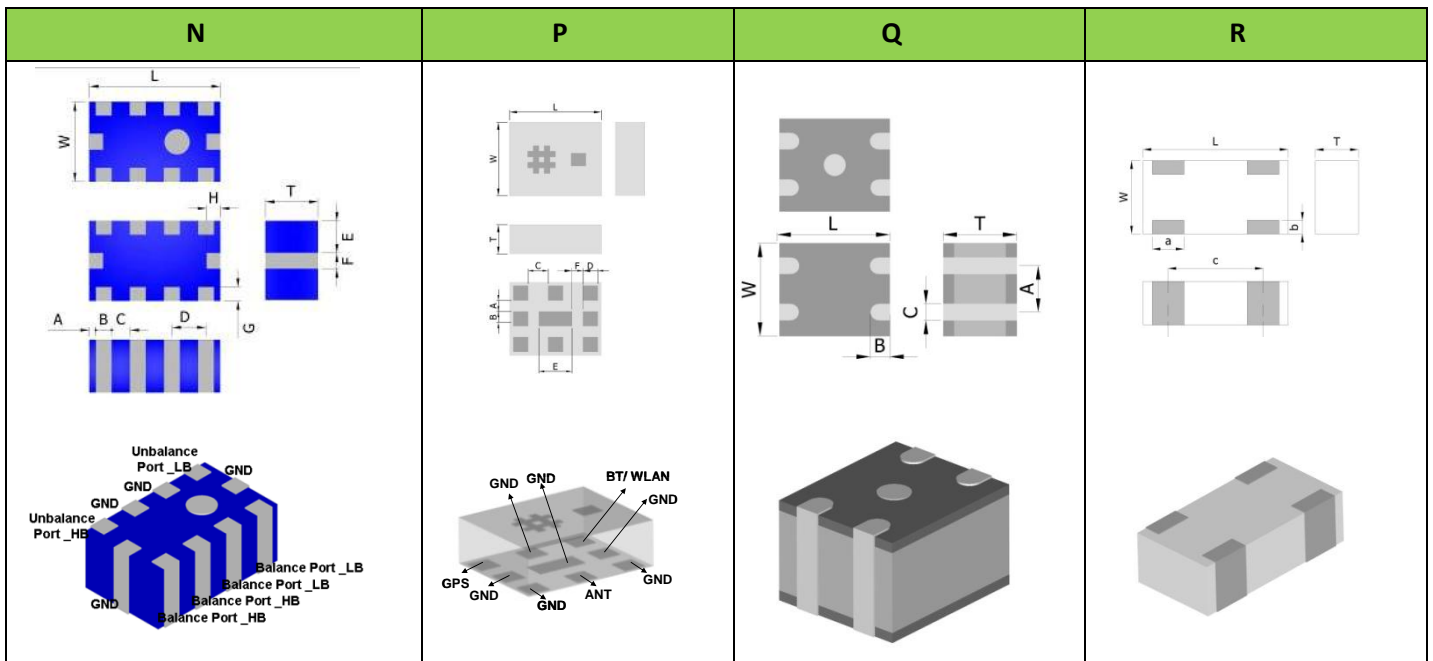 N
P
Q
R
L
W
H
T
E
F
G
A
B
C
D
Unbalance
Port _LB
GND
GND
GND
Unbalance
Port _HB
GND
Balance Port _LB
Balance Port _LB
Balance Port _HB
Balance Port _HB
L
W
T
C
F
D
A
B
E
GND
GND
BT/ WLAN
GND
GPS
GND
GND
ANT
GND
L
T
W
A
C
B
L
T
W
a
b
c